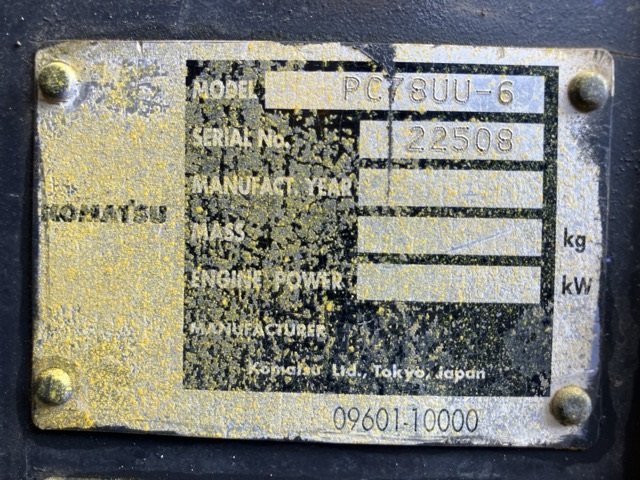 MODEL PC78UU-6
SERIAL No. 22508
MANUFACT. YEAR
KOMATSU
MASS kg
ENGINE POWER kW
MANUFACTURER
Komatsu Ltd., Tokyo, Japan
09601-10000